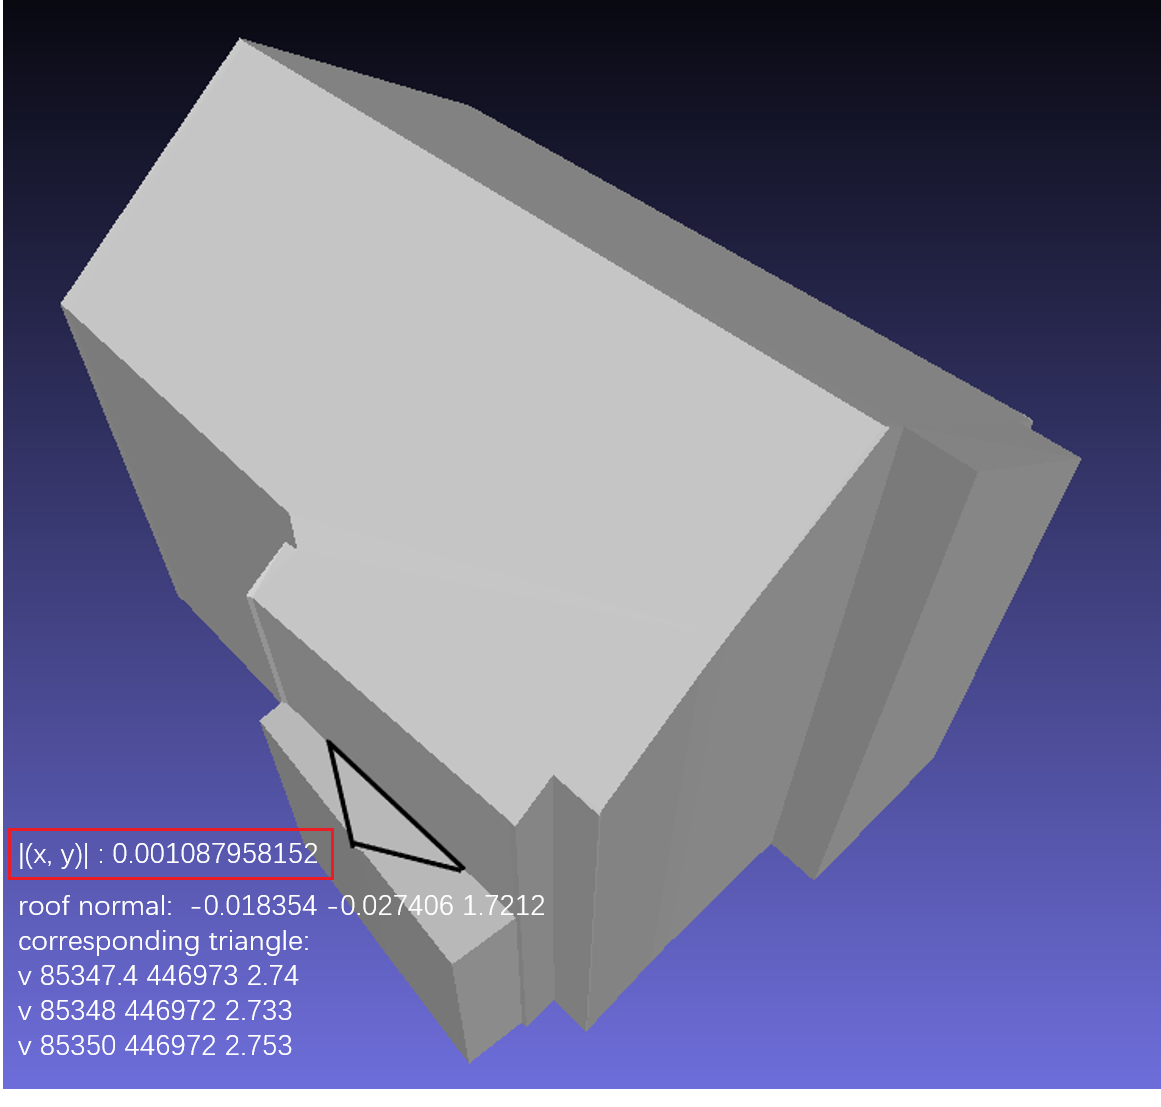 |(x, y)| : 0.001087958152
roof normal: -0.018354 -0.027406 1.7212
corresponding triangle:
v 85347.4 446973 2.74
v 85348 446972 2.733
v 85350 446972 2.753